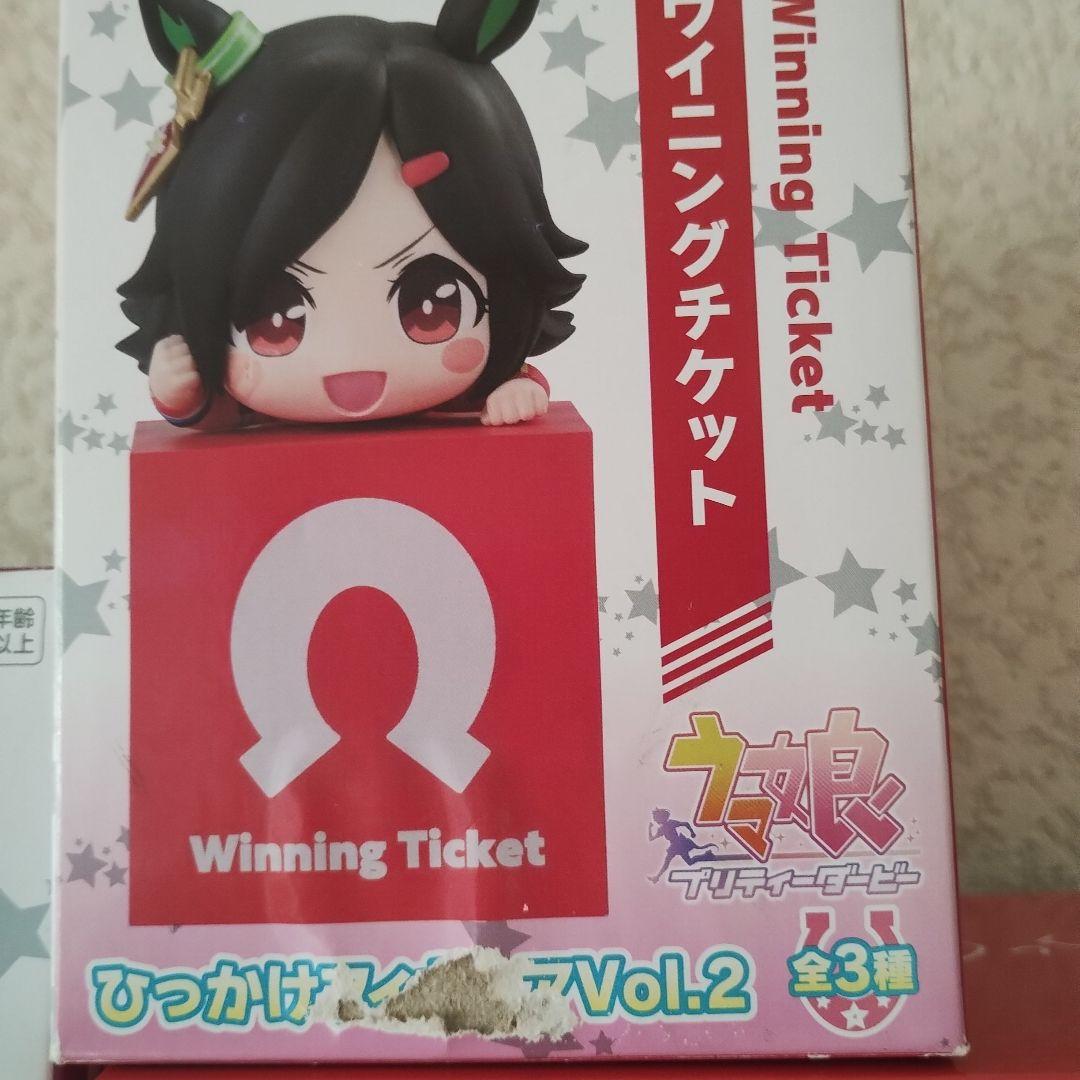 ワイニングチケット
Winning Ticket
Winning Ticket
ウマ娘
プリティーダービー
ひっかけ
Vol.2
全3種
年齢
以上